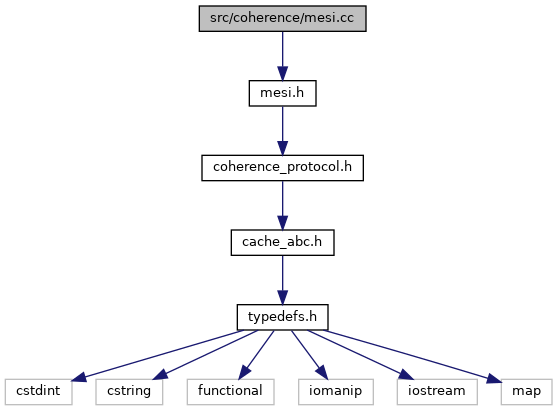 src/coherence/mesi.cc
mesi.h
coherence_protocol.h
cache_abc.h
typedefs.h
cstdint
cstring
functional
iomanip
iostream
map